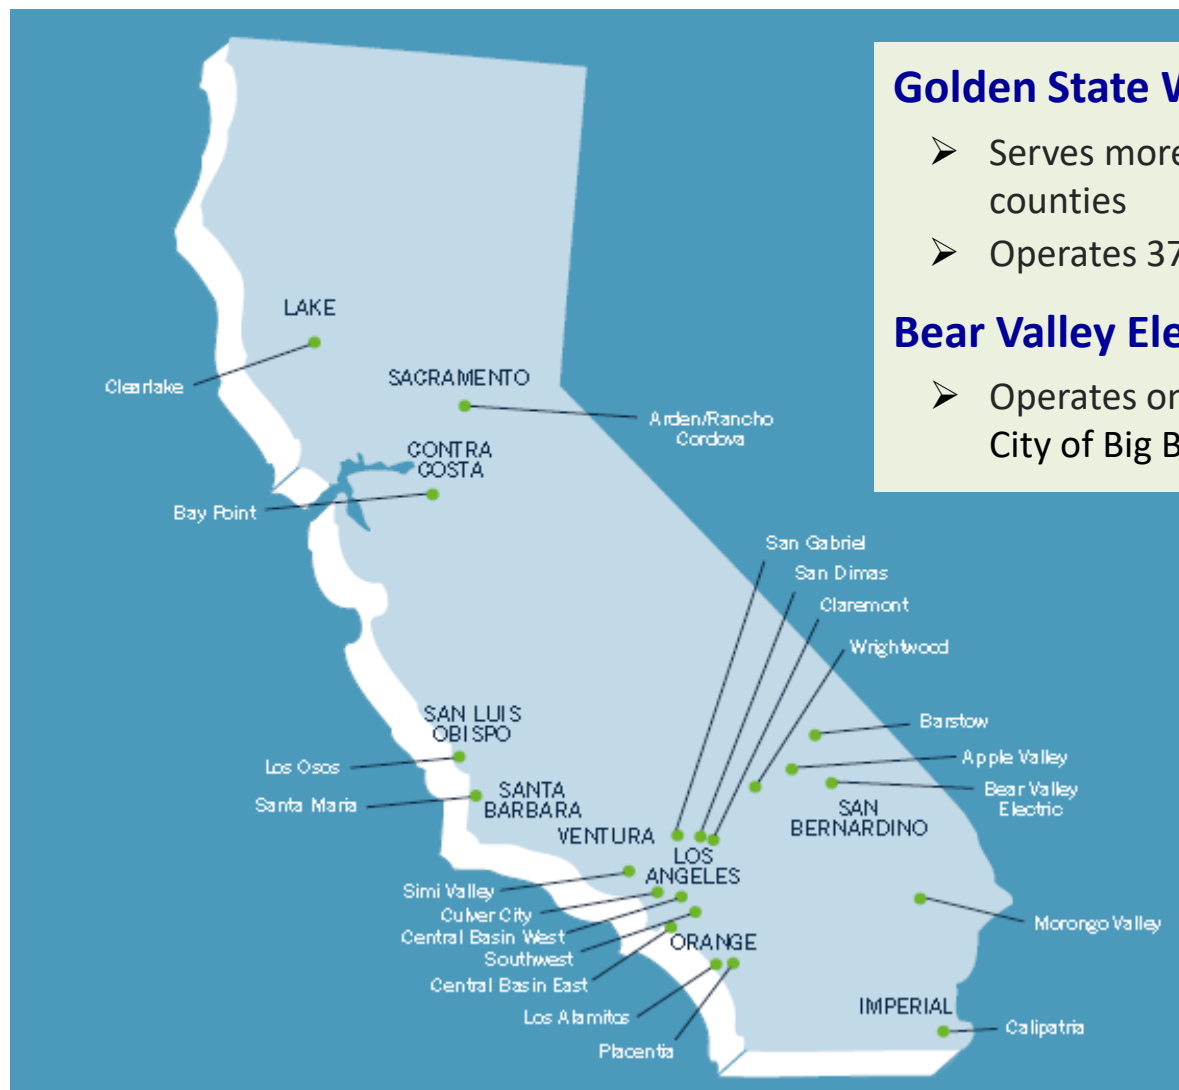 Golden State W
➢ Serves more
counties
➢ Operates 37
Bear Valley Ele
➢ Operates on
City of Big B
LAKE
Clearlake
SACRAMENTO
Arden/Rancho
Cordova
CONTRA
COSTA
Bay Point
San Gabriel
San Dimas
Claremont
Wrightwood
SAN LUIS
OBISPO
Los Osos
Barstow
Apple Valley
Santa Maria
SANTA
BARBARA
Bear Valley
Electric
SAN
BERNARDINO
VENTURA
LOS
ANGELES
Simi Valley
Culver City
Central Basin West
Southwest
Central Basin East
ORANGE
Morongo Valley
Los Alamitos
Placentia
IMPERIAL
Calipatria